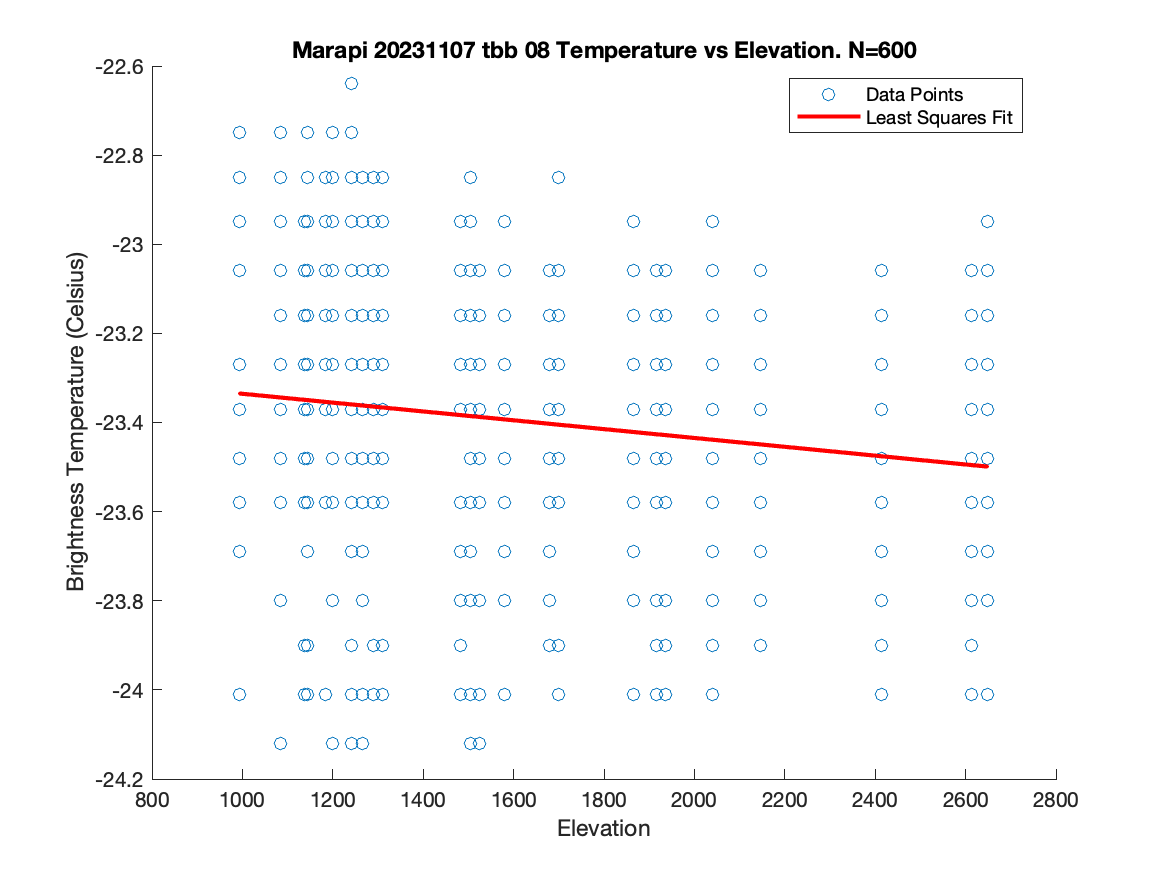 Marapi 20231107 tbb 08 Temperature vs Elevation. N=600
Data Points
Least Squares Fit
Brightness Temperature (Celsius)
-22.6
-22.8
-23
-23.2
-23.4
-23.6
-23.8
-24
-24.2
800 1000 1200 1400 1600 1800 2000 2200 2400 2600 2800
Elevation